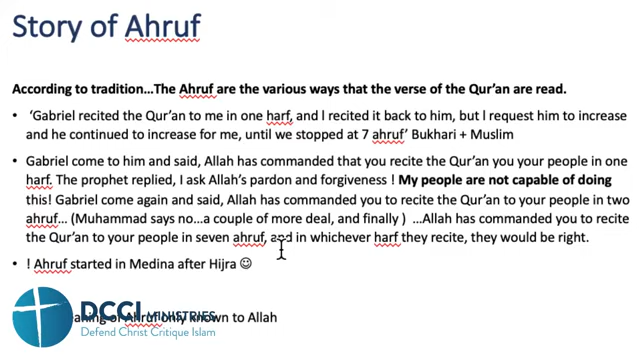 Story of Ahruf
According to tradition…The Ahruf are the various ways that the verse of the Qur'an are read.
• 'Gabriel recited the Qur'an to me in one harf, and I recited it back to him, but I request him to increase
and he continued to increase for me, until we stopped at 7 ahruf' Bukhari + Muslim
• Gabriel come to him and said, Allah has commanded that you recite the Qur'an you your people in one
harf. The prophet replied, I ask Allah's pardon and forgiveness ! My people are not capable of doing
this! Gabriel come again and said, Allah has commanded you to recite the Qur'an to your people in two
ahruf… (Muhammad says no…a couple of more deal, and finally ) …Allah has commanded you to recite
the Qur'an to your people in seven ahruf, and in whichever harf they recite, they would be right.
• ! Ahruf started in Medina after Hijra ☺
of Ahruf only known to Allah
DCCI MINISTRIES
Defend Christ Critique Islam